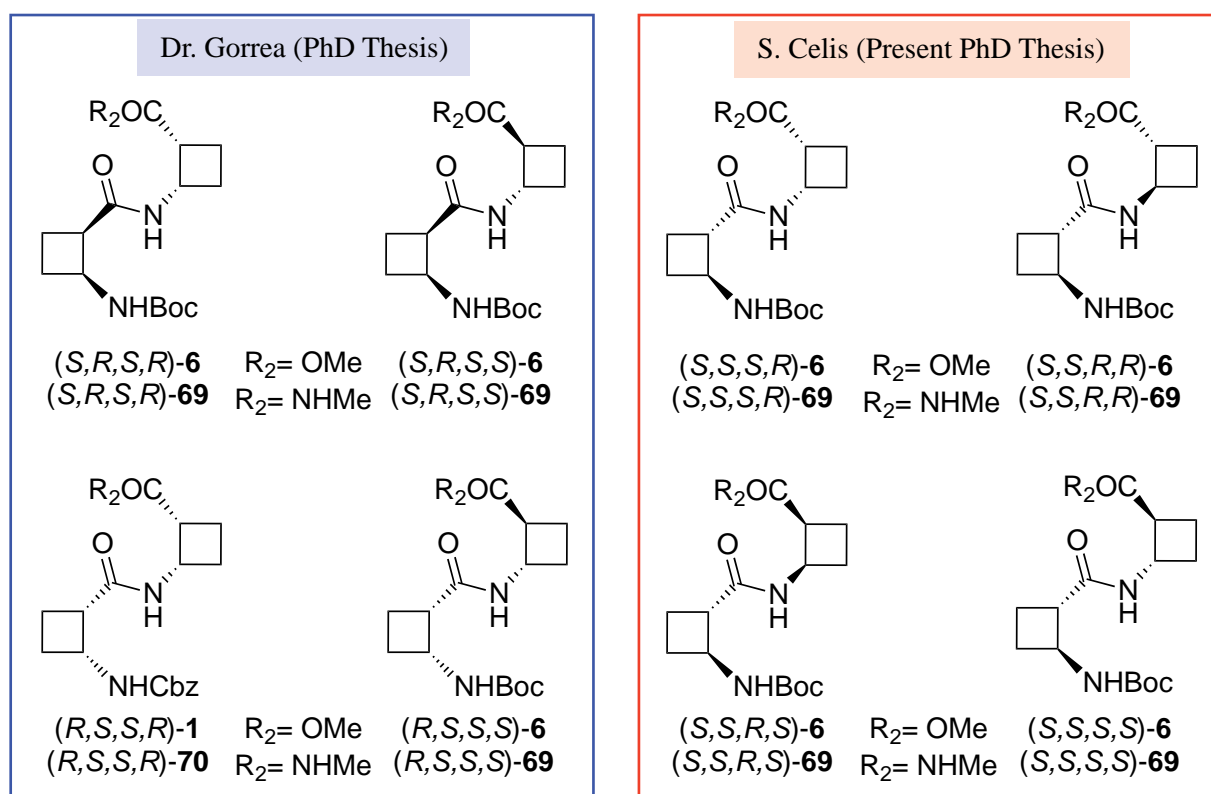 Dr. Gorrea (PhD Thesis)
R₂OC
R₂OC
O
O
N
H
N
H
NHBoc
NHBoc
(S,R,S,R)-6 R₂= OMe (S,R,S,S)-6
(S,R,S,R)-69 R₂= NHMe (S,R,S,S)-69
R₂OC
R₂OC
O
O
N
H
N
H
NHCbz
NHBoc
(R,S,S,R)-1 R₂= OMe (R,S,S,S)-6
(R,S,S,R)-70 R₂= NHMe (R,S,S,S)-69
S. Celis (Present PhD Thesis)
R₂OC
R₂OC
O
O
N
H
N
H
NHBoc
NHBoc
(S,S,S,R)-6 R₂= OMe (S,S,R,R)-6
(S,S,S,R)-69 R₂= NHMe (S,S,R,R)-69
R₂OC
R₂OC
O
O
N
H
N
H
NHBoc
NHBoc
(S,S,R,S)-6 R₂= OMe (S,S,S,S)-6
(S,S,R,S)-69 R₂= NHMe (S,S,S,S)-69